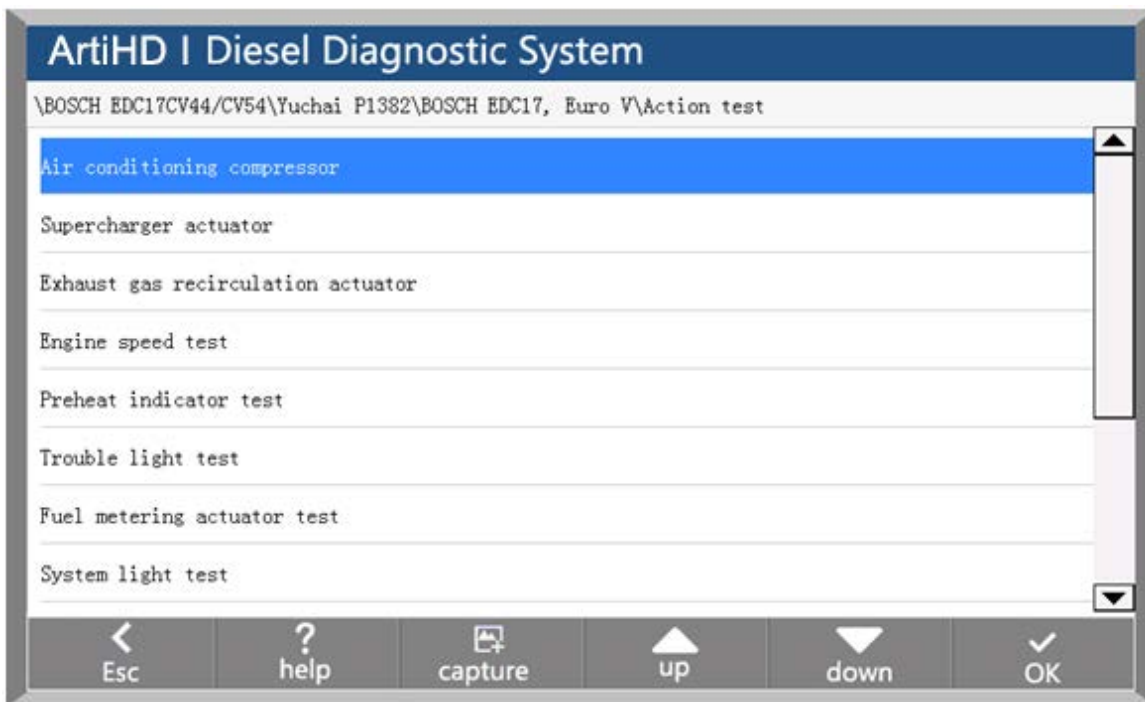 ArtiHD | Diesel Diagnostic System
\BOSCH EDC17CV44/CV54\Yuchai P1382\BOSCH EDC17, Euro V\Action test
Air conditioning compressor
Supercharger actuator
Exhaust gas recirculation actuator
Engine speed test
Preheat indicator test
Trouble light test
Fuel metering actuator test
System light test
Esc
? help
capture
up
down
OK